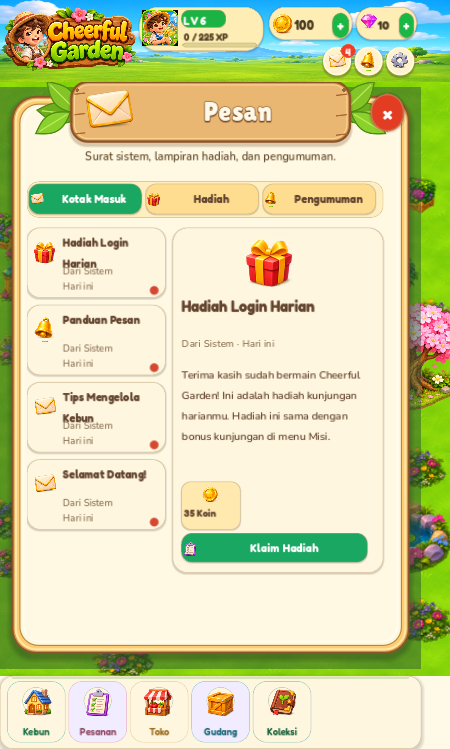 Cheerful
Garden
LV 6
0 / 225 XP
100
+
10
+
4
Pesan
×
Surat sistem, lampiran hadiah, dan pengumuman.
Kotak Masuk
Hadiah
Pengumuman
Hadiah Login
Harian
Dari Sistem
Hari ini
Panduan Pesan
Dari Sistem
Hari ini
Tips Mengelola
Kebun
Dari Sistem
Hari ini
Selamat Datang!
Dari Sistem
Hari ini
Hadiah Login Harian
Dari Sistem · Hari ini
Terima kasih sudah bermain Cheerful
Garden! Ini adalah hadiah kunjungan
harianmu. Hadiah ini sama dengan
bonus kunjungan di menu Misi.
35 Koin
Klaim Hadiah
Kebun
Pesanan
Toko
Gudang
Koleksi